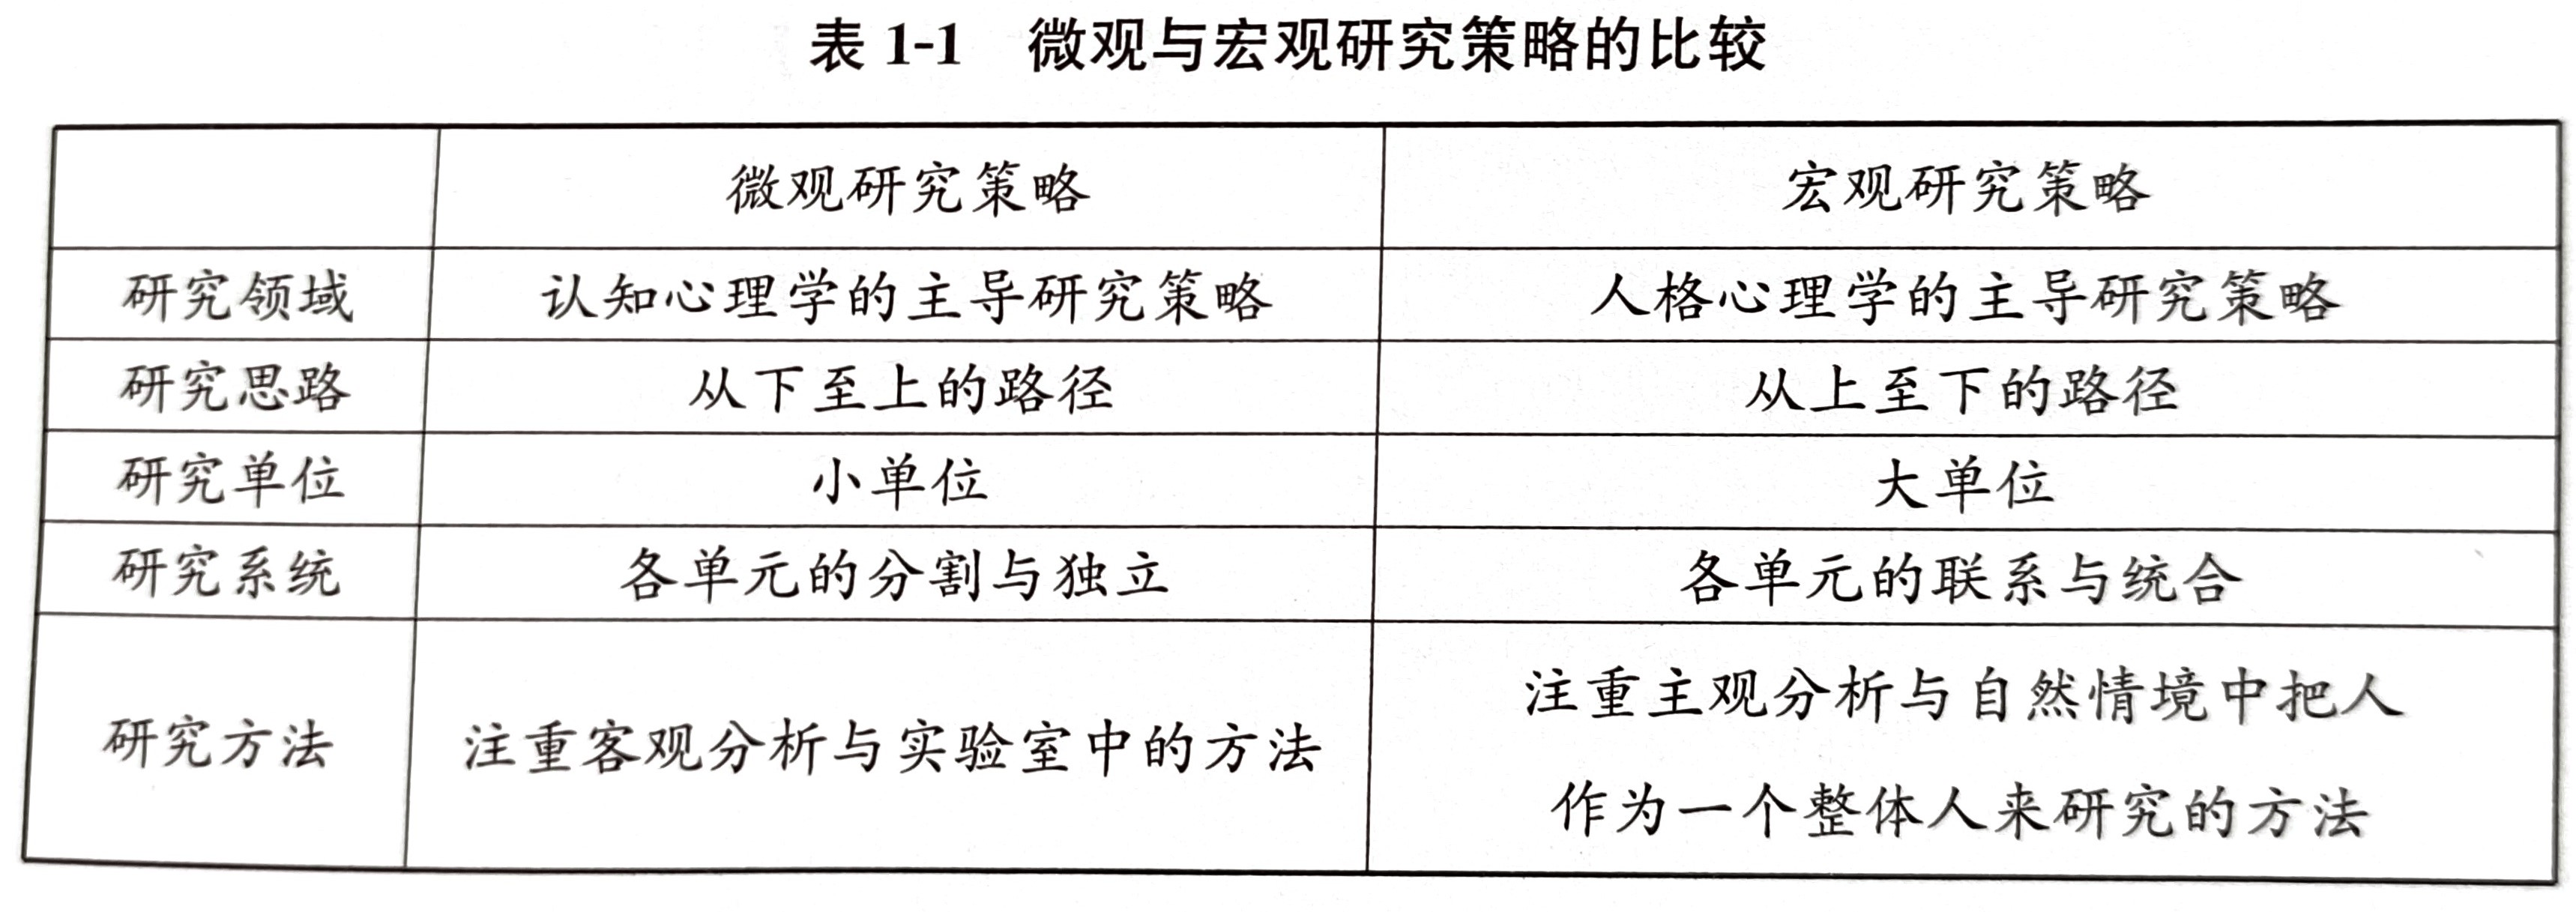 表 1-1 微观与宏观研究策略的比较
微观研究策略 宏观研究策略
研究领域 认知心理学的主导研究策略 人格心理学的主导研究策略
研究思路 从下至上的路径 从上至下的路径
研究单位 小单位 大单位
研究系统 各单元的分割与独立 各单元的联系与统合
研究方法 注重客观分析与实验室中的方法 注重主观分析与自然情境中把人
作为一个整体人来研究的方法